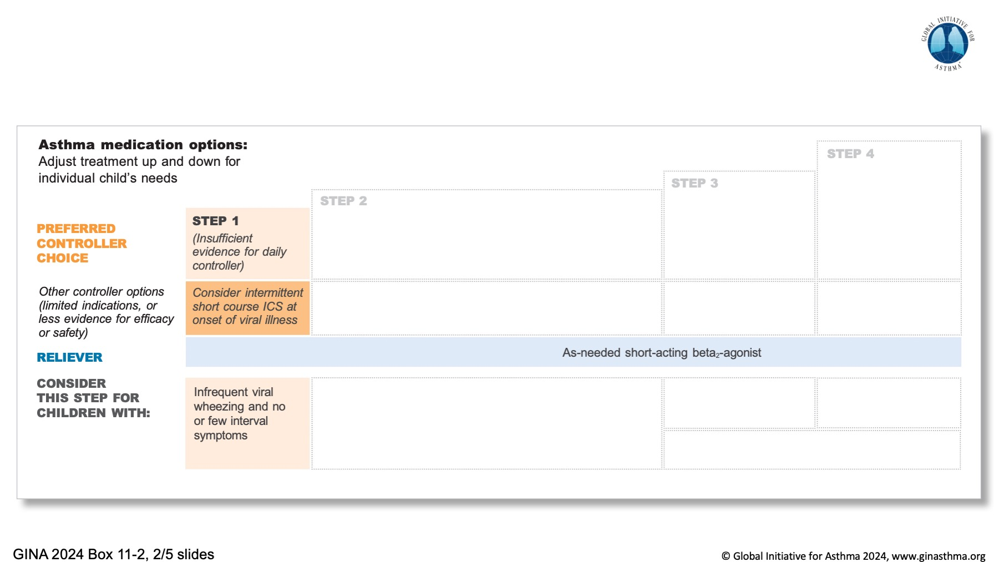 GLOBAL INITIATIVE FOR
ASTHMA
Asthma medication options:
Adjust treatment up and down for
individual child’s needs
STEP 4
STEP 3
STEP 2
PREFERRED
CONTROLLER
CHOICE
STEP 1
(Insufficient
evidence for daily
controller)
Other controller options
(limited indications, or
less evidence for efficacy
or safety)
Consider intermittent
short course ICS at
onset of viral illness
RELIEVER
As-needed short-acting beta₂-agonist
CONSIDER
THIS STEP FOR
CHILDREN WITH:
Infrequent viral
wheezing and no
or few interval
symptoms
GINA 2024 Box 11-2, 2/5 slides
© Global Initiative for Asthma 2024, www.ginasthma.org